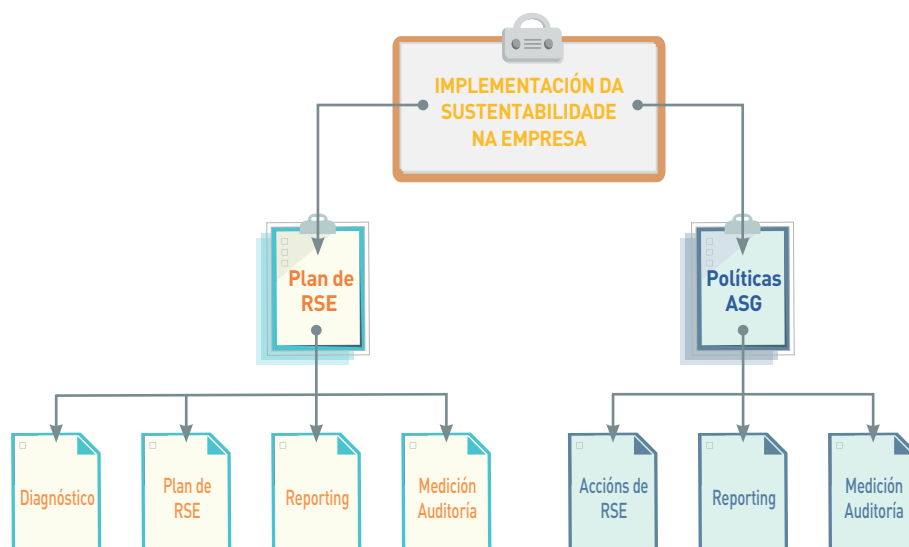 IMPLEMENTACIÓN DA
SUSTENTABILIDADE
NA EMPRESA
Plan de
RSE
Políticas
ASG
Diagnóstico
Plan de
RSE
Reporting
Medición
Auditoría
Accións de
RSE
Reporting
Medición
Auditoría